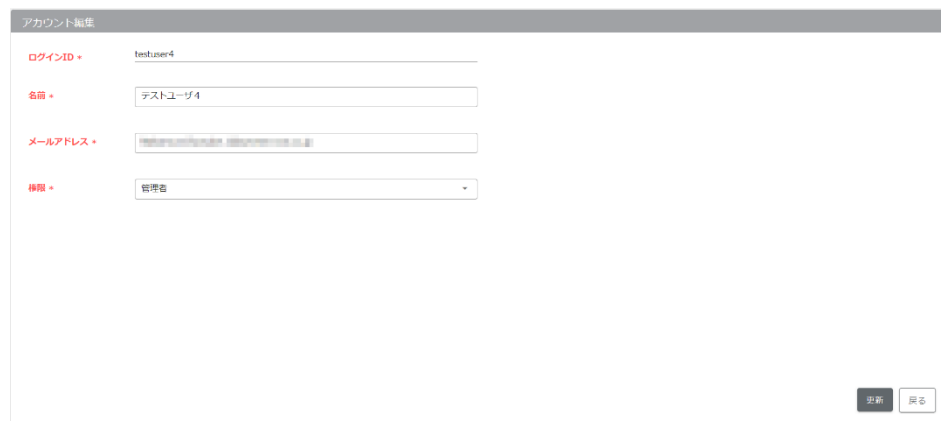 アカウント編集
ログインID *
testuser4
名前 *
テストユーザ4
メールアドレス *
権限 *
管理者
更新
戻る